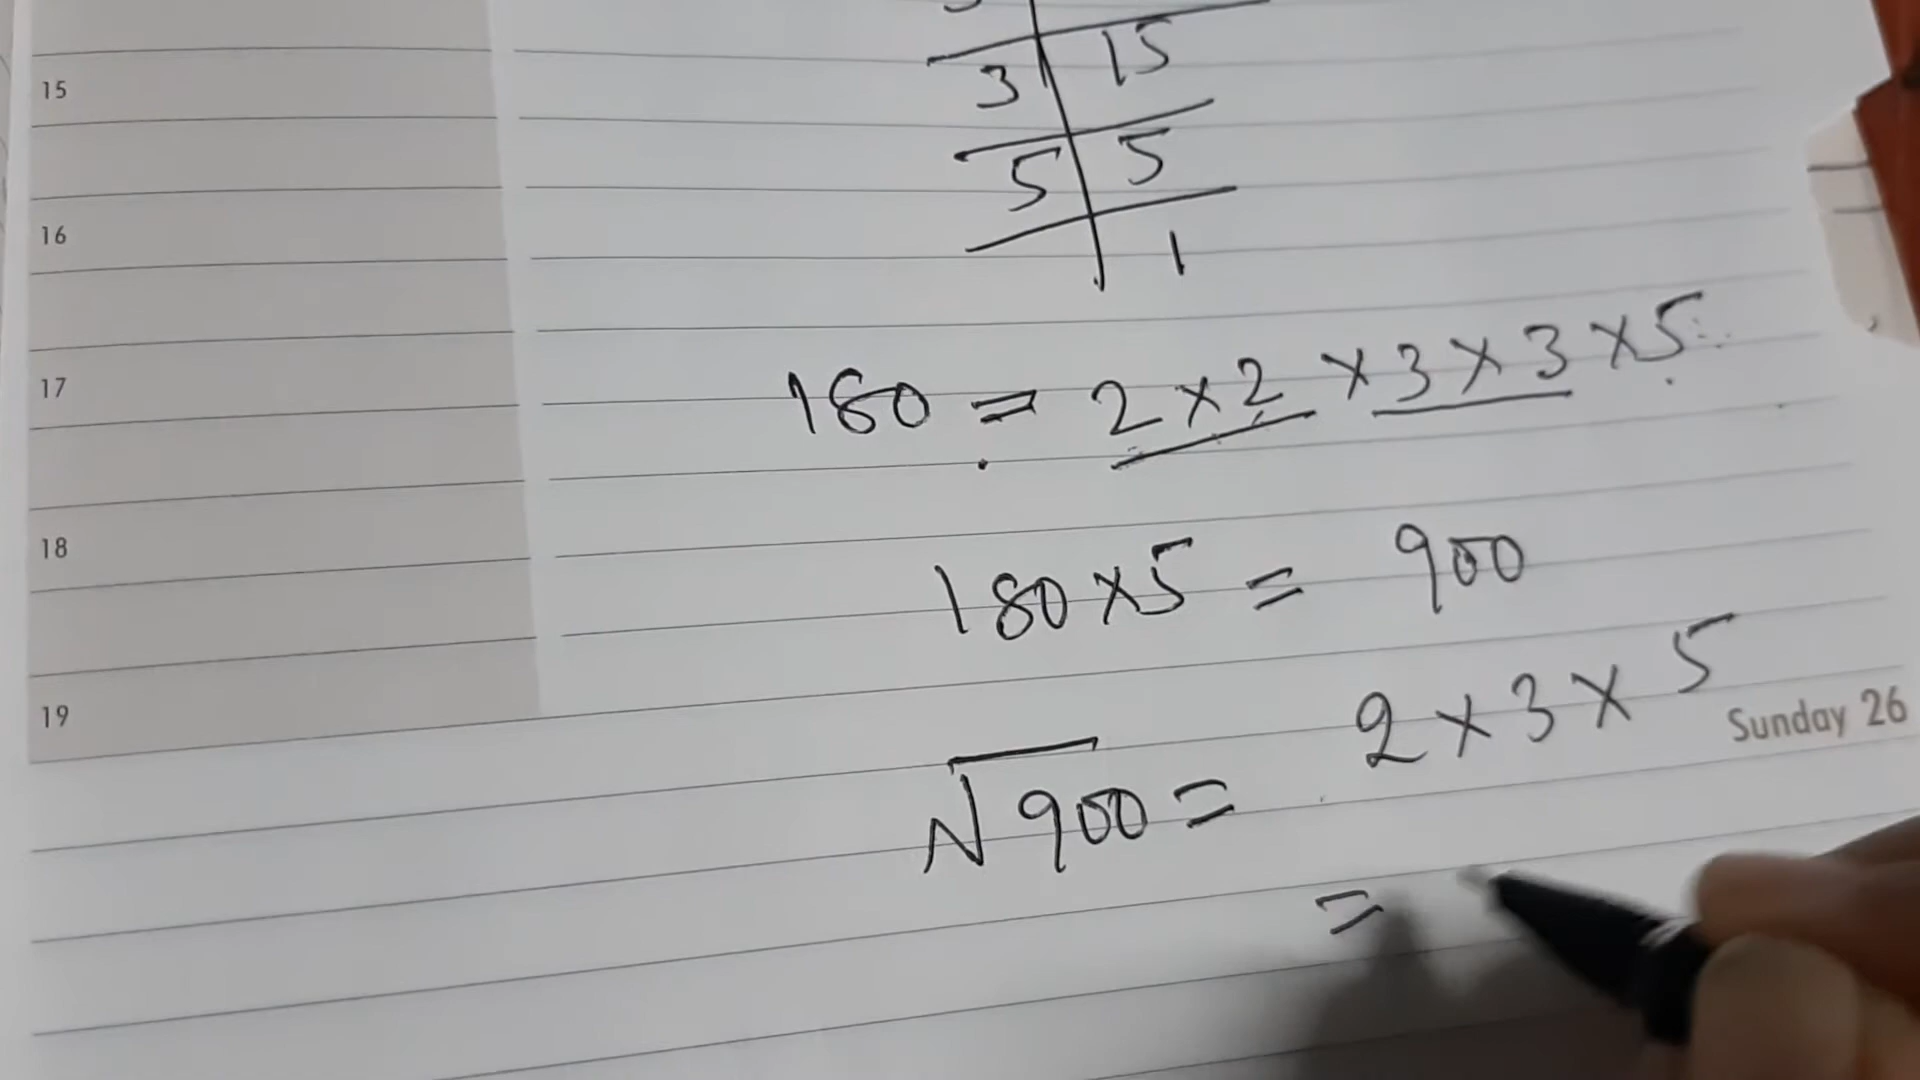 3 | 15
15
5 | 5
16
1
17
180 = 2 × 2 × 3 × 3 × 5
18
180 × 5 = 900
19
2 × 3 × 5
Sunday 26
√900 =
=